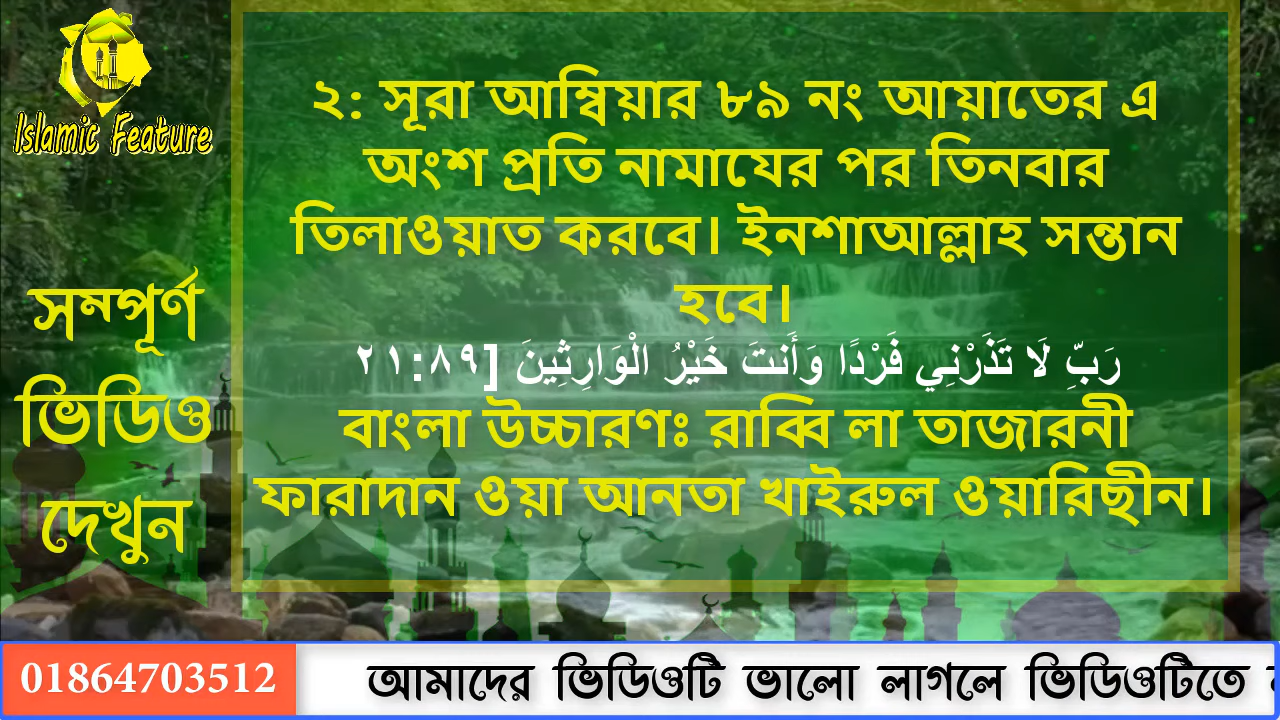 Islamic Feature
২: সূরা আম্বিয়ার ৮৯ নং আয়াতের এ
অংশ প্রতি নামাযের পর তিনবার
তিলাওয়াত করবে। ইনশাআল্লাহ সন্তান
হবে।
رَبِّ لَا تَذَرْنِي فَرْدًا وَأَنتَ خَيْرُ الْوَارِثِينَ [٢١:٨٩
বাংলা উচ্চারণঃ রাব্বি লা তাজারনী
ফারাদান ওয়া আনতা খাইরুল ওয়ারিছীন।
সম্পূর্ণ
ভিডিও
দেখুন
01864703512
আমাদের ভিডিওটি ভালো লাগলে ভিডিওটিতে